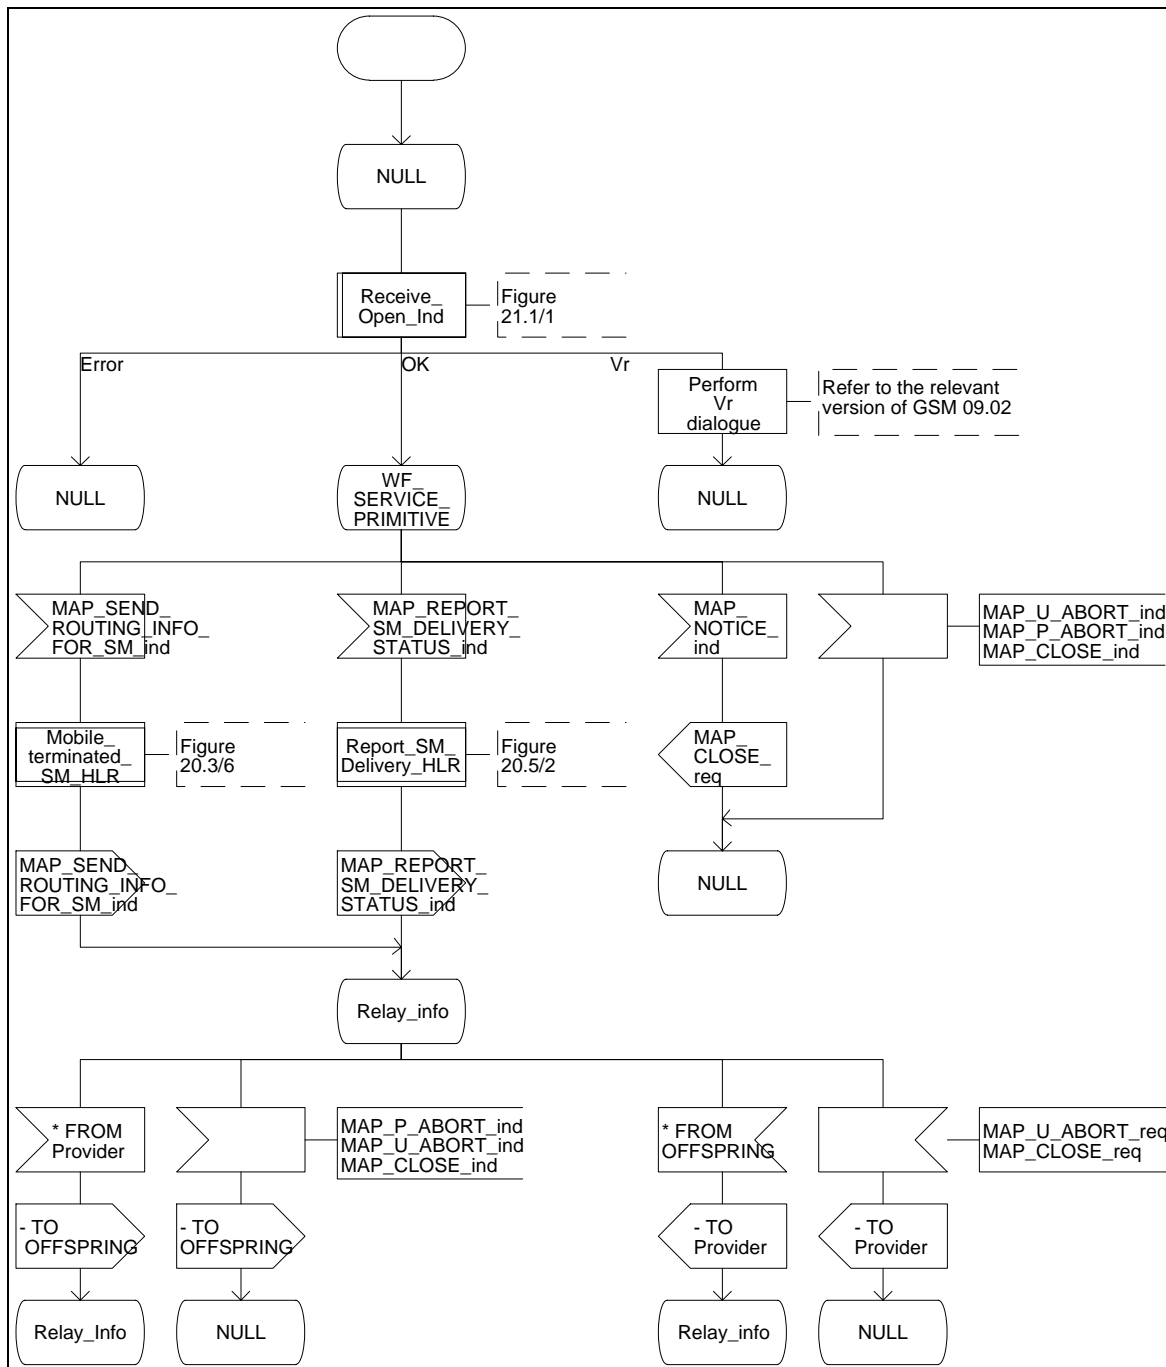 NULL
Receive_
Open_Ind
Figure
21.1/1
Error
OK
Vr
Perform
Vr
dialogue
Refer to the relevant
version of GSM 09.02
NULL
WF_
SERVICE_
PRIMITIVE
NULL
MAP_SEND_
ROUTING_INFO_
FOR_SM_ind
MAP_REPORT_
SM_DELIVERY_
STATUS_ind
MAP_
NOTICE_
ind
MAP_U_ABORT_ind
MAP_P_ABORT_ind
MAP_CLOSE_ind
Mobile_
terminated_
SM_HLR
Figure
20.3/6
Report_SM_
Delivery_HLR
Figure
20.5/2
MAP_
CLOSE_
req
MAP_SEND_
ROUTING_INFO_
FOR_SM_ind
MAP_REPORT_
SM_DELIVERY_
STATUS_ind
NULL
Relay_info
* FROM
Provider
MAP_P_ABORT_ind
MAP_U_ABORT_ind
MAP_CLOSE_ind
* FROM
OFFSPRING
MAP_U_ABORT_req
MAP_CLOSE_req
- TO
OFFSPRING
- TO
OFFSPRING
- TO
Provider
- TO
Provider
Relay_Info
NULL
Relay_info
NULL